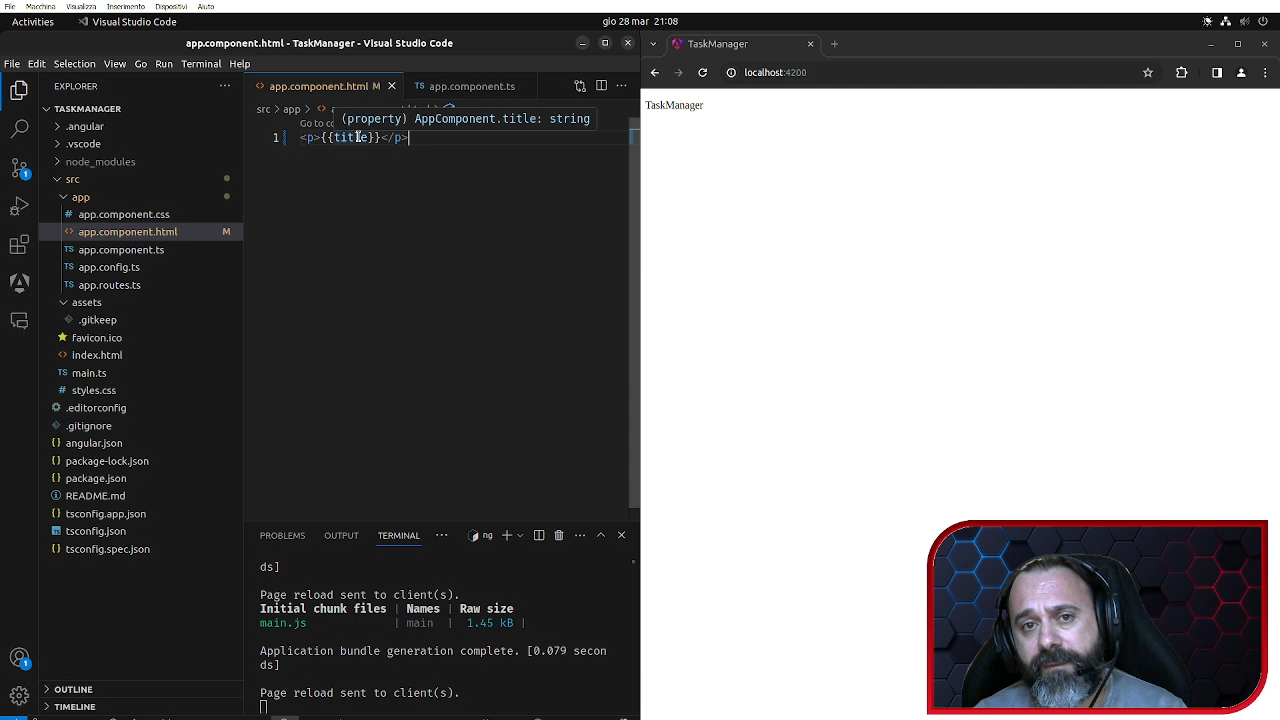 File Macchina Visualizza Inserimento Dispositivi Aiuto
Activities Visual Studio Code gio 28 mar 21:08
app.component.html - TaskManager - Visual Studio Code
File Edit Selection View Go Run Terminal Help
EXPLORER
TASKMANAGER
.angular
.vscode
node_modules
src
app
app.component.css
app.component.html M
app.component.ts
app.config.ts
app.routes.ts
assets
.gitkeep
favicon.ico
index.html
main.ts
styles.css
.editorconfig
.gitignore
angular.json
package-lock.json
package.json
README.md
tsconfig.app.json
tsconfig.json
tsconfig.spec.json
OUTLINE
TIMELINE
1
1
app.component.html M
app.component.ts
src > app >
(property) AppComponent.title: string
Go to
1 <p>{{title}}</p>
PROBLEMS OUTPUT TERMINAL ng
ds]
Page reload sent to client(s).
Initial chunk files | Names | Raw size
main.js | main | 1.45 kB |
Application bundle generation complete. [0.079 secon
ds]
Page reload sent to client(s).
TaskManager
localhost:4200
TaskManager